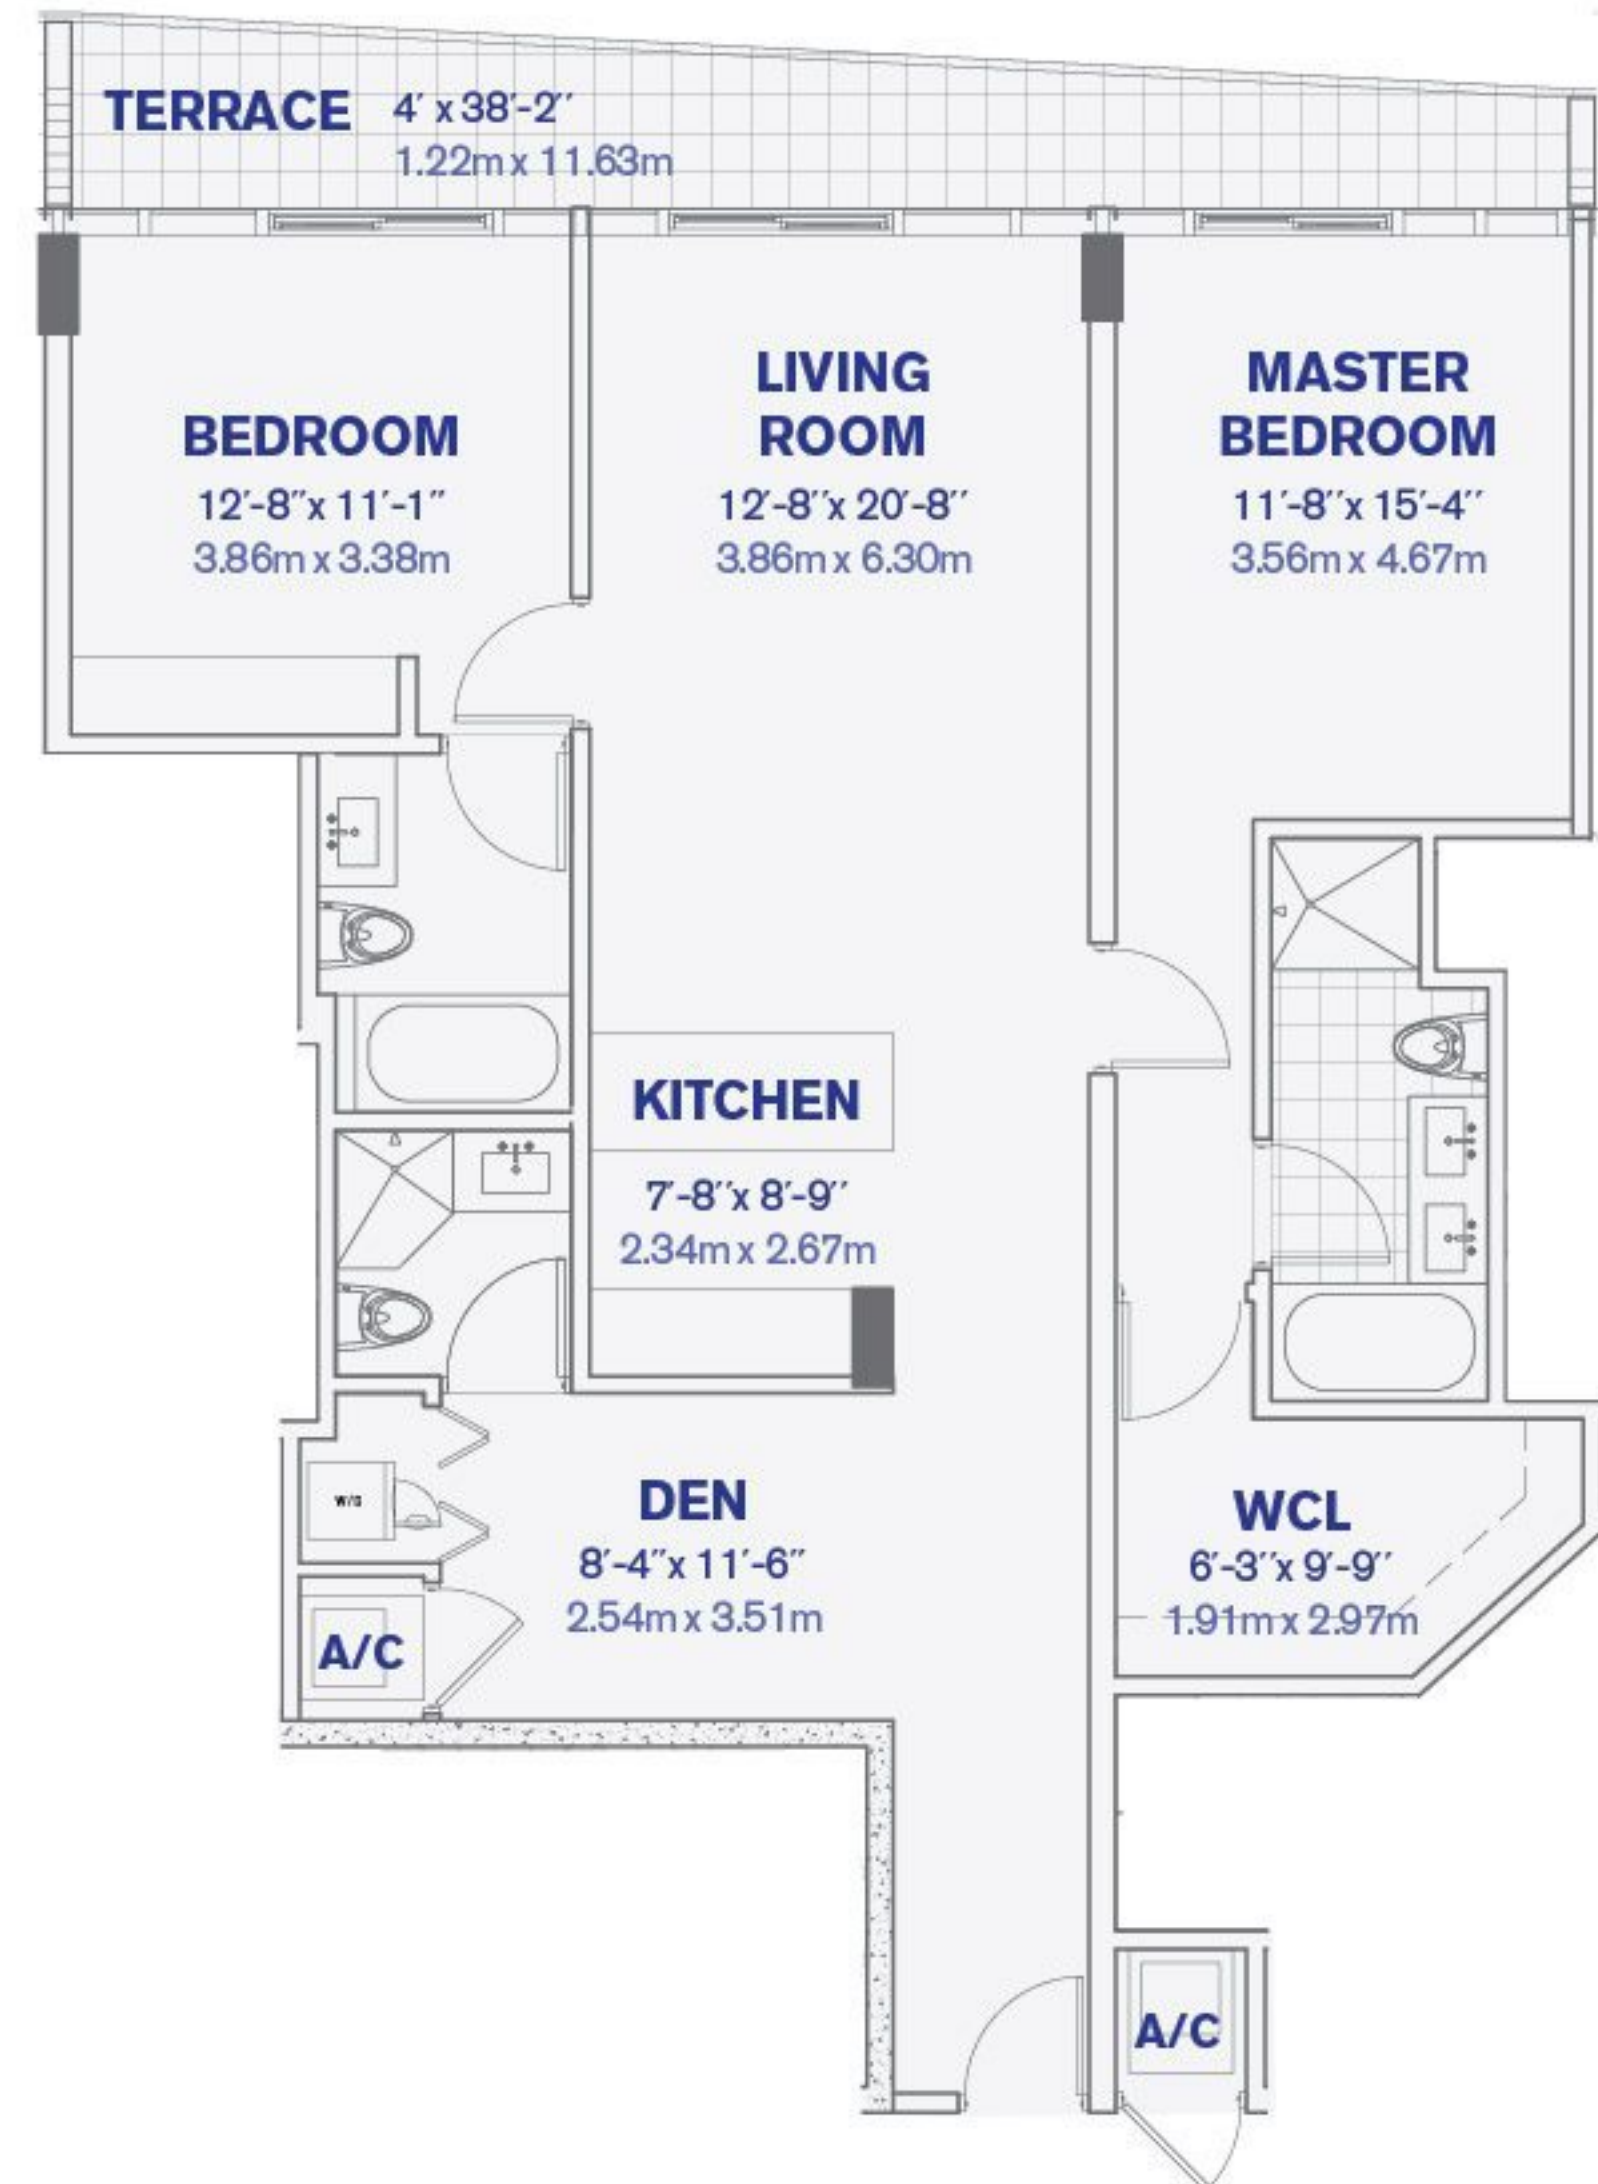 TERRACE 4' x 38'-2''
1.22m x 11.63m
BEDROOM
12'-8''x 11'-1''
3.86m x 3.38m
LIVING
ROOM
12'-8''x 20'-8''
3.86m x 6.30m
MASTER
BEDROOM
11'-8''x 15'-4''
3.56m x 4.67m
KITCHEN
7'-8''x 8'-9''
2.34m x 2.67m
W/D
DEN
8'-4''x 11'-6''
2.54m x 3.51m
A/C
WCL
6'-3''x 9'-9''
1.91m x 2.97m
A/C